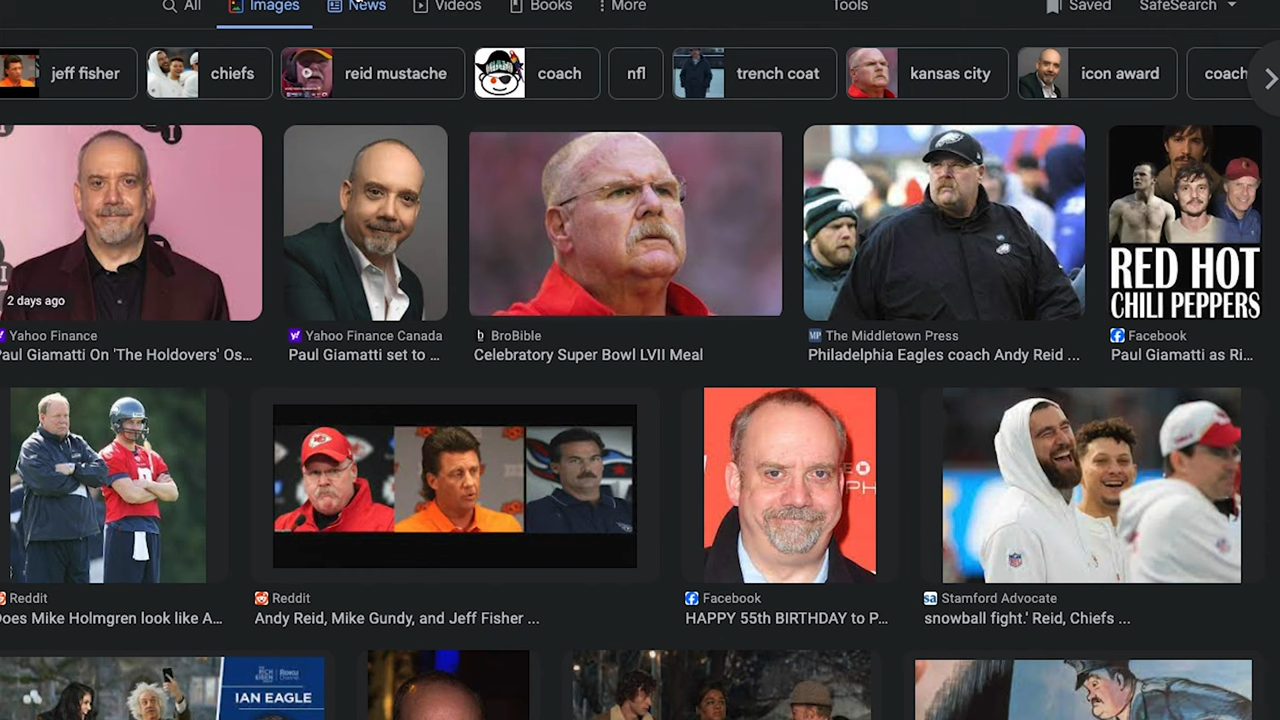 All Images News Videos Books More Tools Saved SafeSearch
jeff fisher chiefs reid mustache coach nfl trench coat kansas city icon award coach
2 days ago
RED HOT
CHILI PEPPERS
Yahoo Finance
Paul Giamatti On 'The Holdovers' Os...
Yahoo Finance Canada
Paul Giamatti set to ...
BroBible
Celebratory Super Bowl LVII Meal
MP The Middletown Press
Philadelphia Eagles coach Andy Reid ...
Facebook
Paul Giamatti as Ri...
Reddit
Does Mike Holmgren look like A...
Reddit
Andy Reid, Mike Gundy, and Jeff Fisher ...
Facebook
HAPPY 55th BIRTHDAY to P...
sa Stamford Advocate
snowball fight.' Reid, Chiefs ...
IAN EAGLE